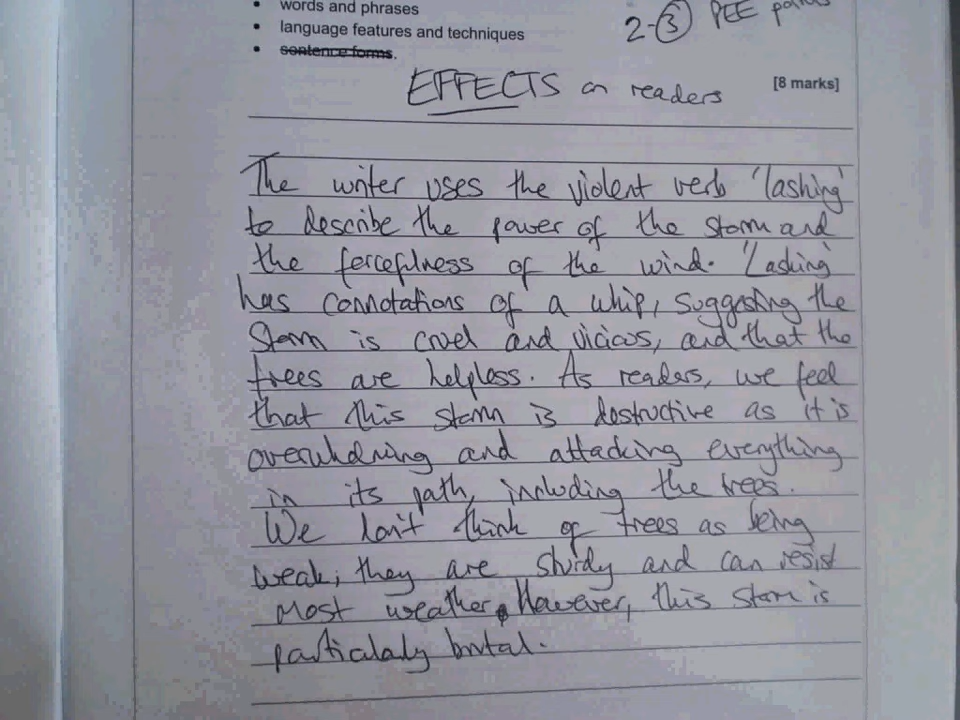 words and phrases
language features and techniques
sentence forms.
2-3 PEE
EFFECTS on readers
[8 marks]
The writer uses the violent verb 'lashing'
to describe the power of the storm and
the forcefulness of the wind. 'Lashing'
has connotations of a whip, suggesting the
storm is cruel and vicious, and that the
trees are helpless. As readers, we feel
that this storm is destructive as it is
overwhelming and attacking everything
in its path, including the trees.
We don't think of trees as being
weak; they are sturdy and can resist
most weather. However, this storm is
particularly brutal.